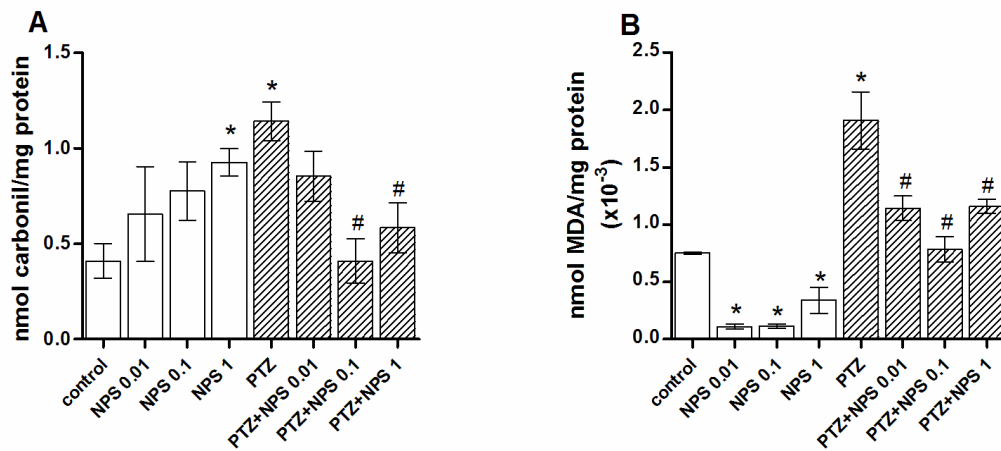 A
nmol carbonil/mg protein
1.5
1.0
0.5
0.0
*
*
#
#
control
NPS 0.01
NPS 0.1
NPS 1
PTZ
PTZ+NPS 0.01
PTZ+NPS 0.1
PTZ+NPS 1
B
nmol MDA/mg protein
(x10⁻³)
2.5
2.0
1.5
1.0
0.5
0.0
*
*
*
*
#
#
#
control
NPS 0.01
NPS 0.1
NPS 1
PTZ
PTZ+NPS 0.01
PTZ+NPS 0.1
PTZ+NPS 1